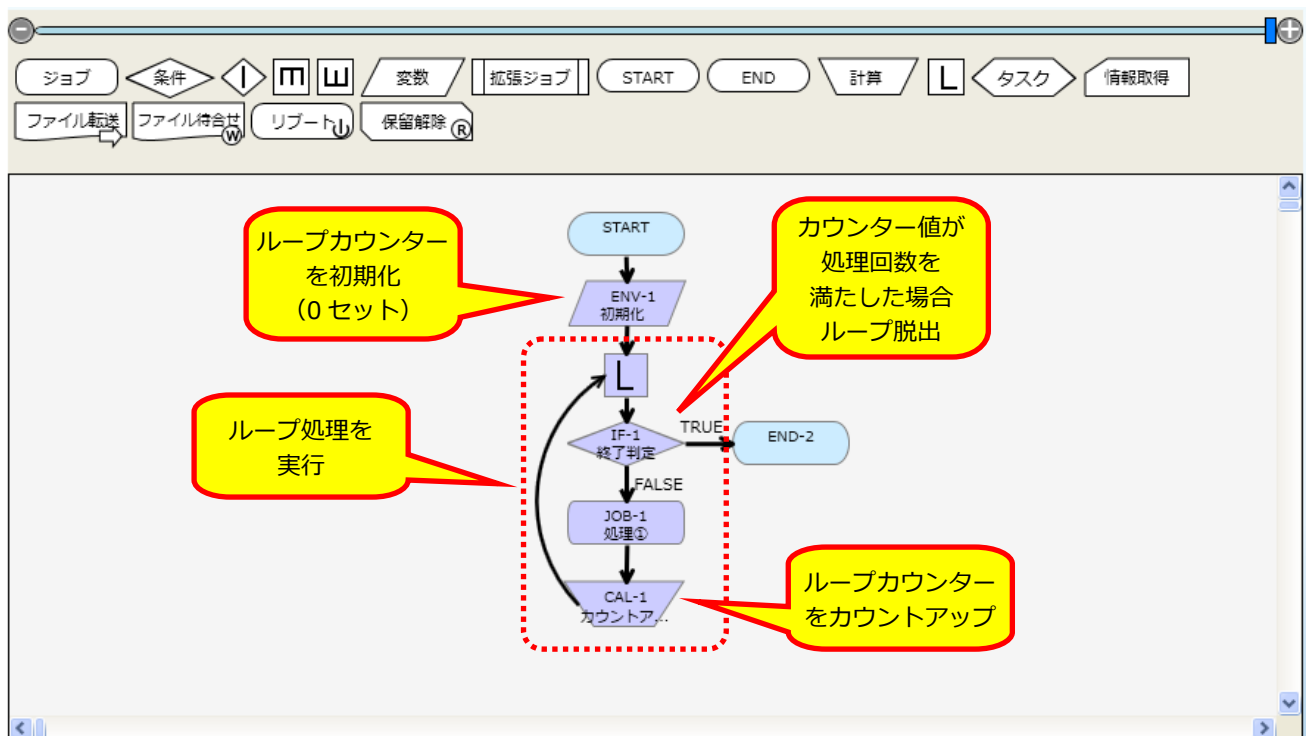 ジョブ
条件
変数
拡張ジョブ
START
END
計算
L
タスク
情報取得
ファイル転送
ファイル待合せ
W
リブート
保留解除
R
START
ループカウンター
を初期化
（0 セット）
カウンター値が
処理回数を
満たした場合
ループ脱出
ENV-1
初期化
L
ループ処理を
実行
IF-1
終了判定
TRUE
END-2
FALSE
JOB-1
処理①
CAL-1
カウントア...
ループカウンター
をカウントアップ